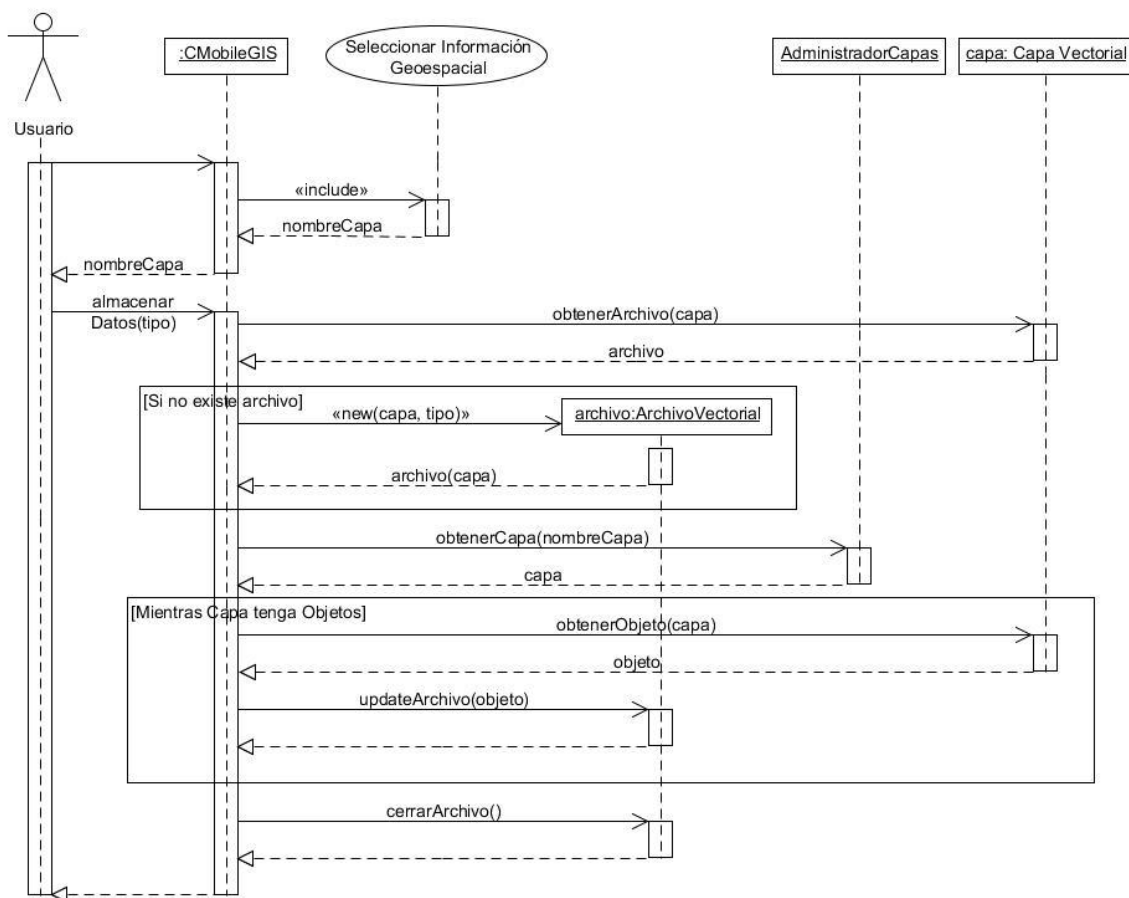 :CMobileGIS
Seleccionar Información
Geoespacial
AdministradorCapas
capa: Capa Vectorial
Usuario
«include»
nombreCapa
nombreCapa
almacenar
Datos(tipo)
obtenerArchivo(capa)
archivo
[Si no existe archivo]
«new(capa, tipo)»
archivo:ArchivoVectorial
archivo(capa)
obtenerCapa(nombreCapa)
capa
[Mientras Capa tenga Objetos]
obtenerObjeto(capa)
objeto
updateArchivo(objeto)
cerrarArchivo()